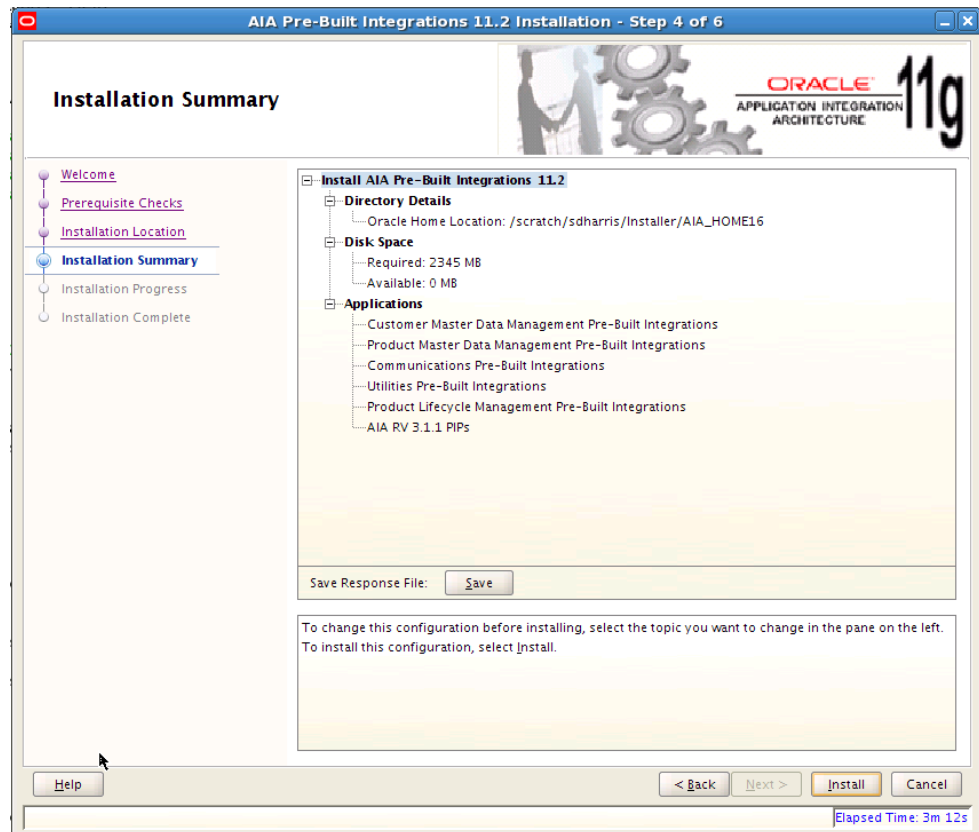 AIA Pre-Built Integrations 11.2 Installation - Step 4 of 6
Installation Summary
ORACLE
APPLICATION INTEGRATION
ARCHITECTURE
11g
Welcome
Prerequisite Checks
Installation Location
Installation Summary
Installation Progress
Installation Complete
Install AIA Pre-Built Integrations 11.2
Directory Details
Oracle Home Location: /scratch/sdharris/Installer/AIA_HOME16
Disk Space
Required: 2345 MB
Available: 0 MB
Applications
Customer Master Data Management Pre-Built Integrations
Product Master Data Management Pre-Built Integrations
Communications Pre-Built Integrations
Utilities Pre-Built Integrations
Product Lifecycle Management Pre-Built Integrations
AIA RV 3.1.1 PIPs
Save Response File: Save
To change this configuration before installing, select the topic you want to change in the pane on the left.
To install this configuration, select Install.
Help < Back Next > Install Cancel
Elapsed Time: 3m 12s